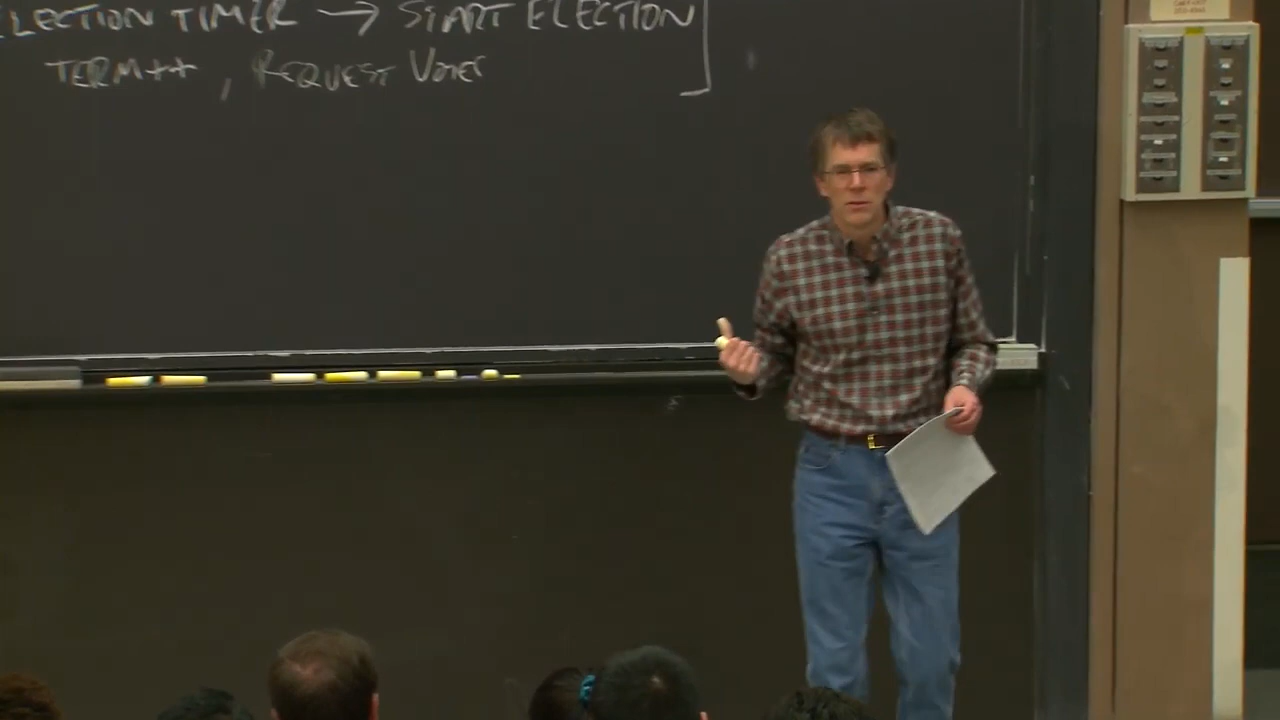 LECTION TIMER → START ELECTION
TERM++, REQUEST VOTES